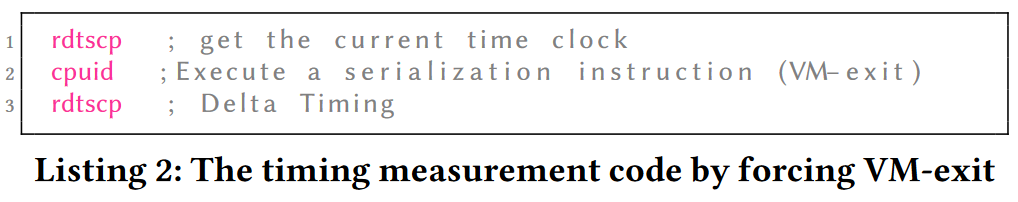 1 rdtscp ; get the current time clock
2 cpuid ;Execute a serialization instruction (VM-exit)
3 rdtscp ; Delta Timing
Listing 2: The timing measurement code by forcing VM-exit